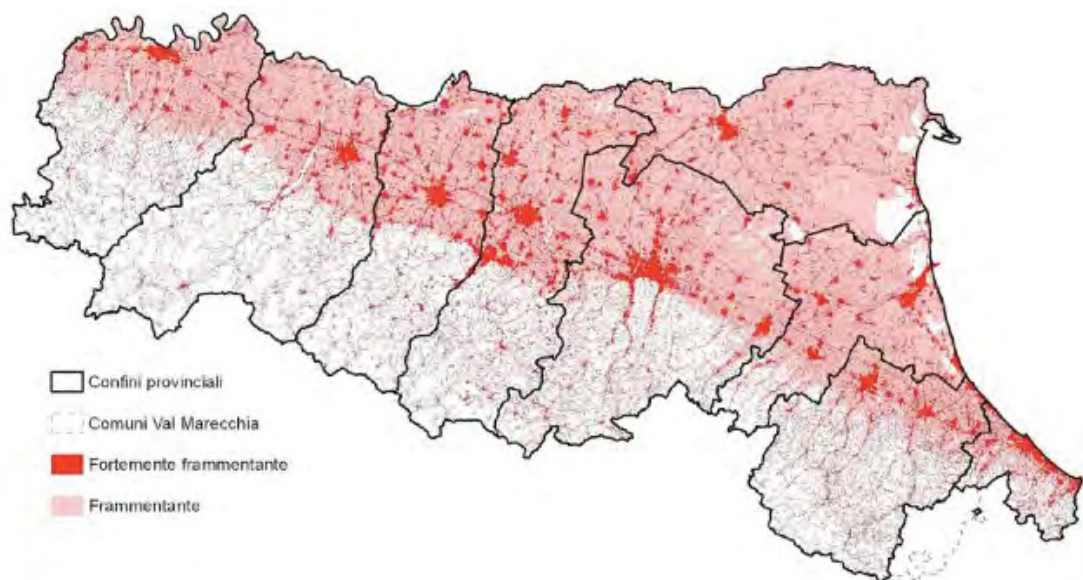 Confini provinciali
Comuni Val Marecchia
Fortemente frammentante
Frammentante